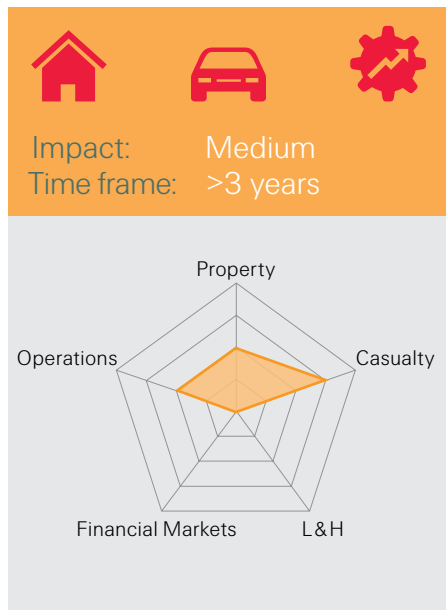 Impact: Medium
Time frame: >3 years
Property
Operations Casualty
Financial Markets L&H